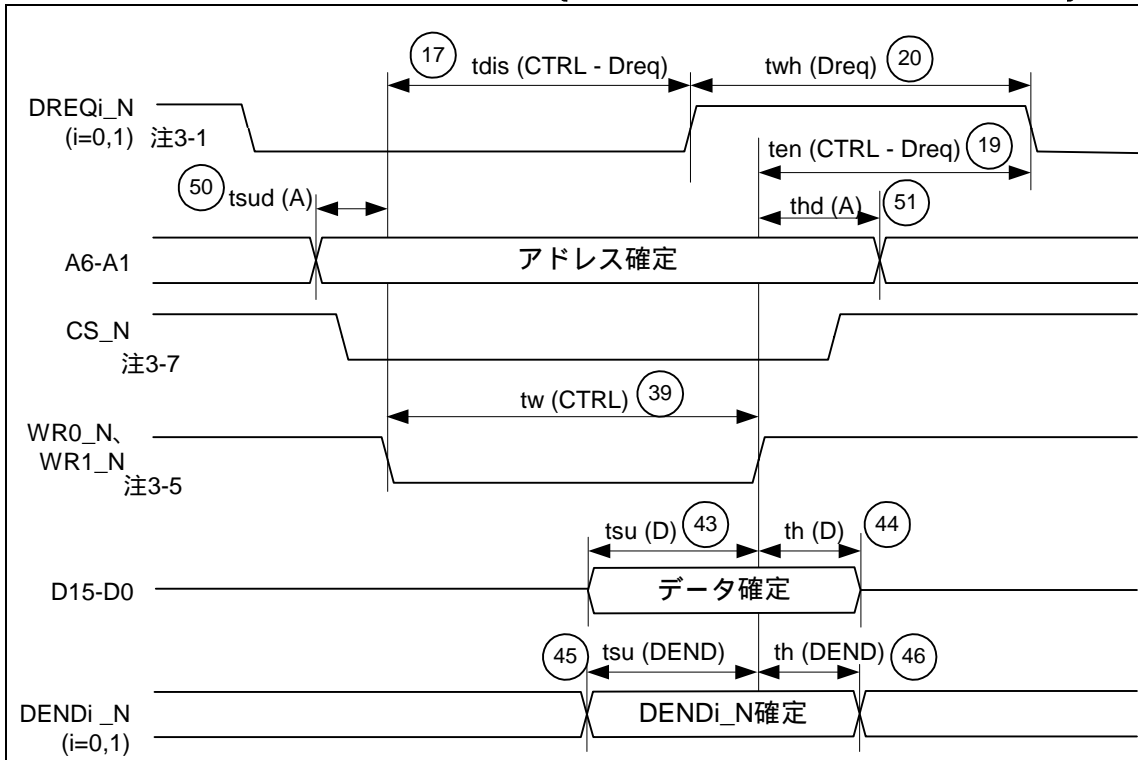 17 tdis (CTRL - Dreq) twh (Dreq) 20
DREQi_N
(i=0,1) 注3-1
ten (CTRL - Dreq) 19
50 tsud (A) thd (A) 51
A6-A1 アドレス確定
CS_N
注3-7
tw (CTRL) 39
WR0_N、
WR1_N
注3-5
tsu (D) 43 th (D) 44
D15-D0 データ確定
45 tsu (DEND) th (DEND) 46
DENDi _N DENDi_N確定
(i=0,1)